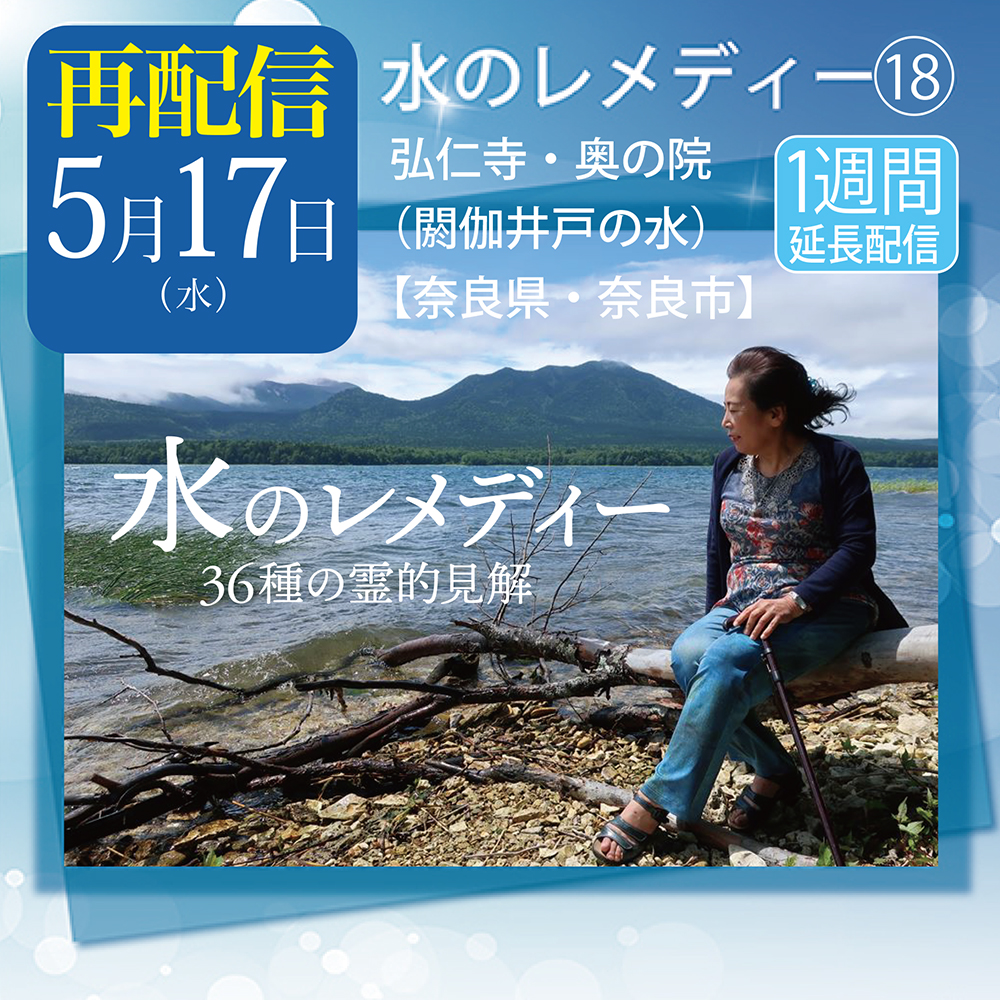 再配信
5月17日
（水）
水のレメディー⑱
弘仁寺・奥の院
（閼伽井戸の水）
【奈良県・奈良市】
1週間
延長配信
水のレメディー
36種の霊的見解